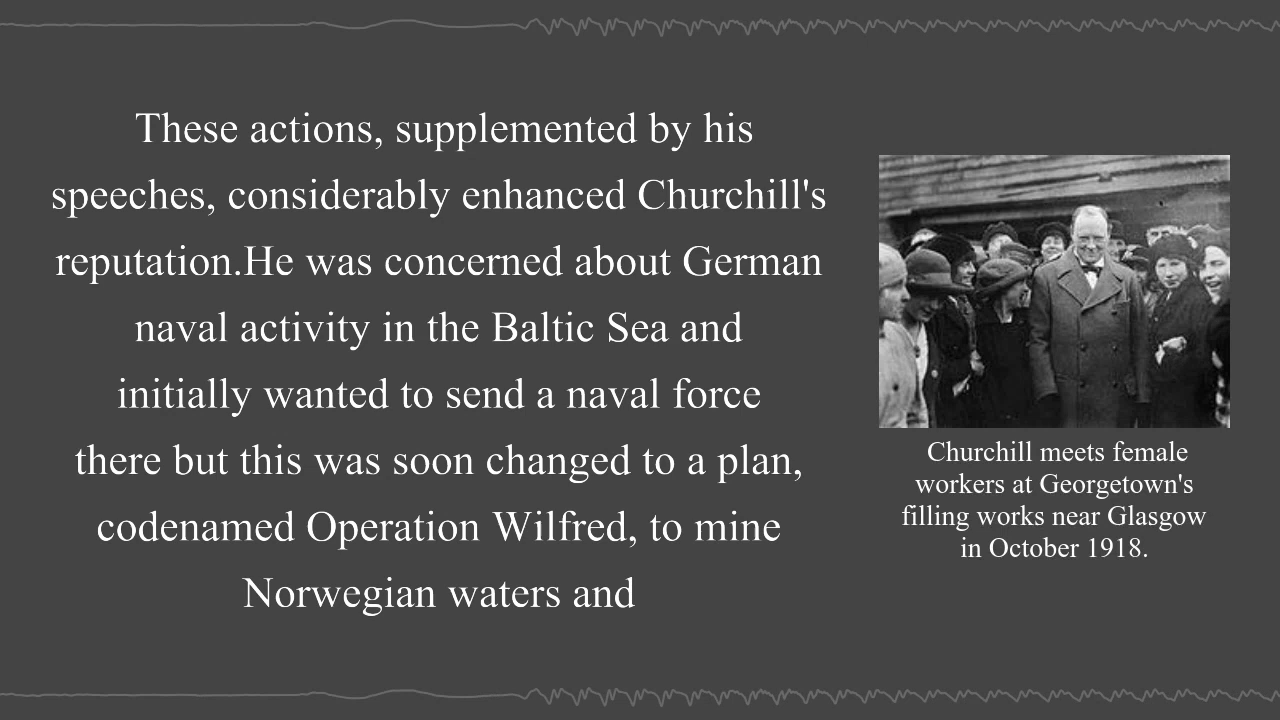 These actions, supplemented by his
speeches, considerably enhanced Churchill's
reputation.He was concerned about German
naval activity in the Baltic Sea and
initially wanted to send a naval force
there but this was soon changed to a plan,
codenamed Operation Wilfred, to mine
Norwegian waters and
Churchill meets female
workers at Georgetown's
filling works near Glasgow
in October 1918.